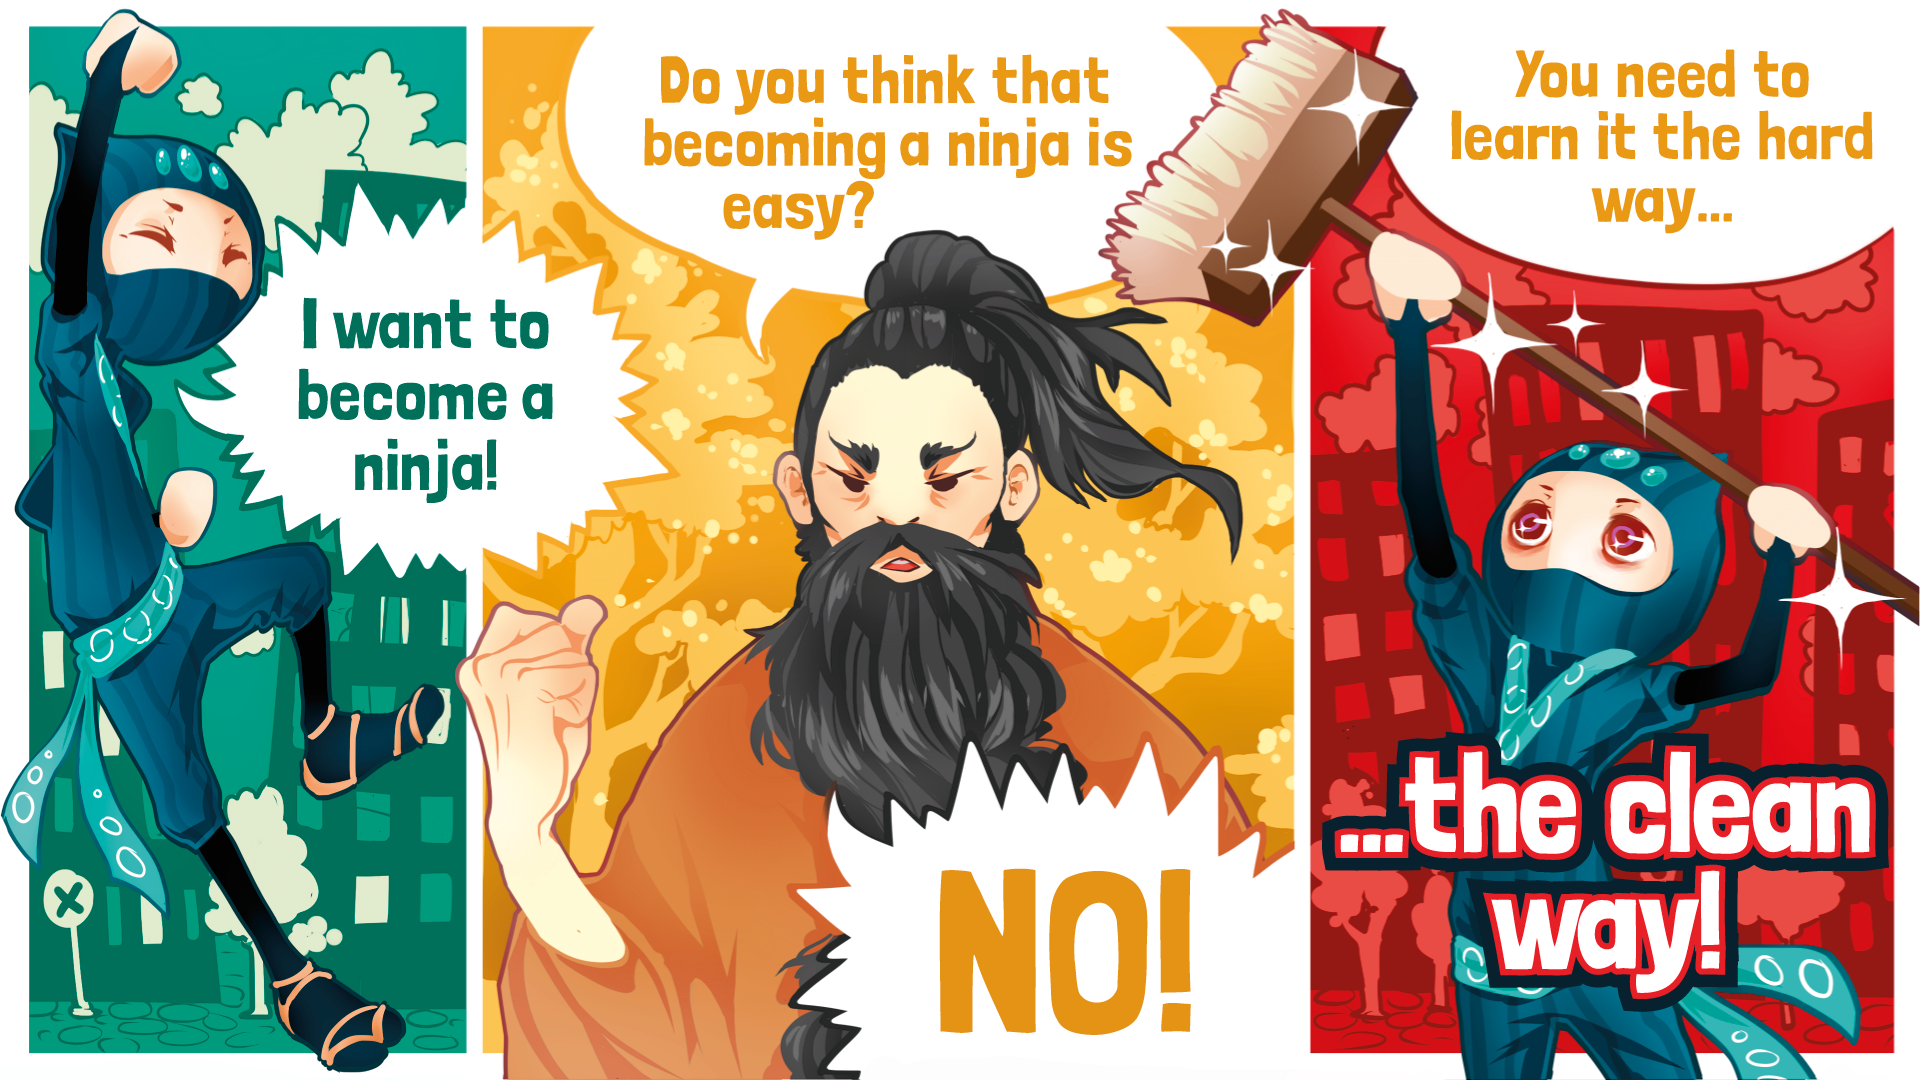 I want to
become a
ninja!
Do you think that
becoming a ninja is
easy?
NO!
You need to
learn it the hard
way...
...the clean
way!